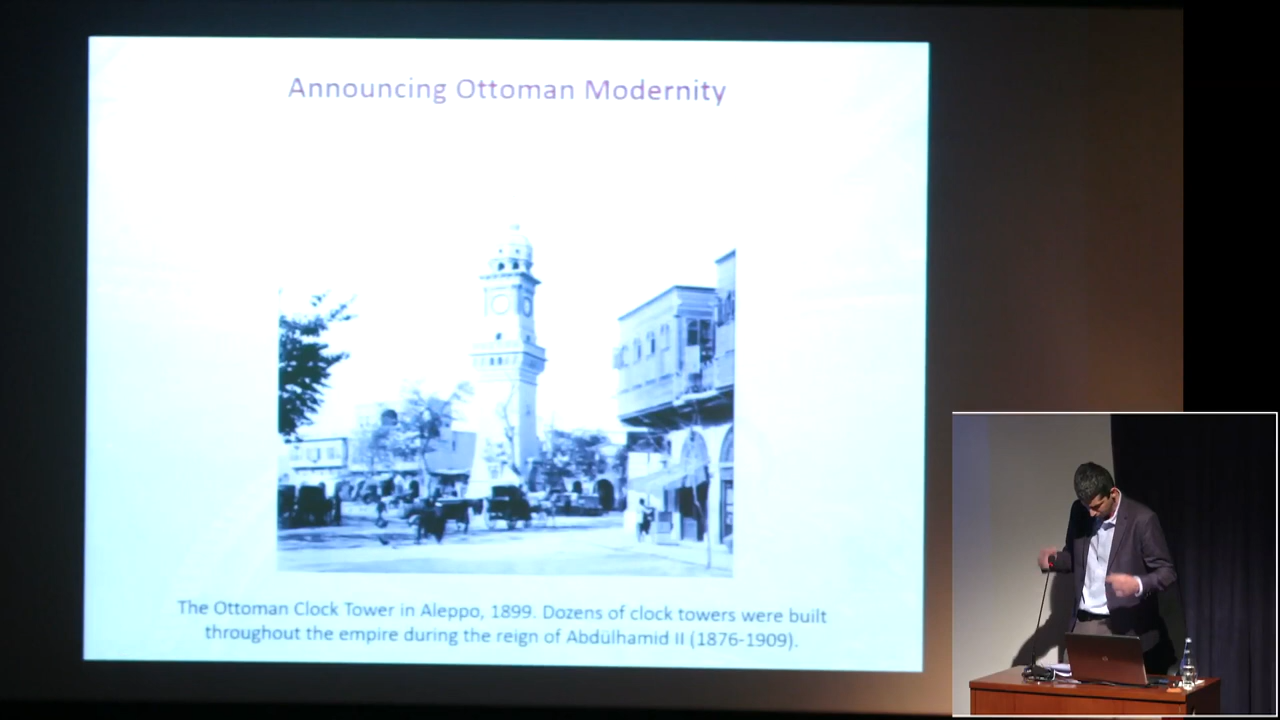 Announcing Ottoman Modernity
The Ottoman Clock Tower in Aleppo, 1899. Dozens of clock towers were built
throughout the empire during the reign of Abdülhamid II (1876-1909).